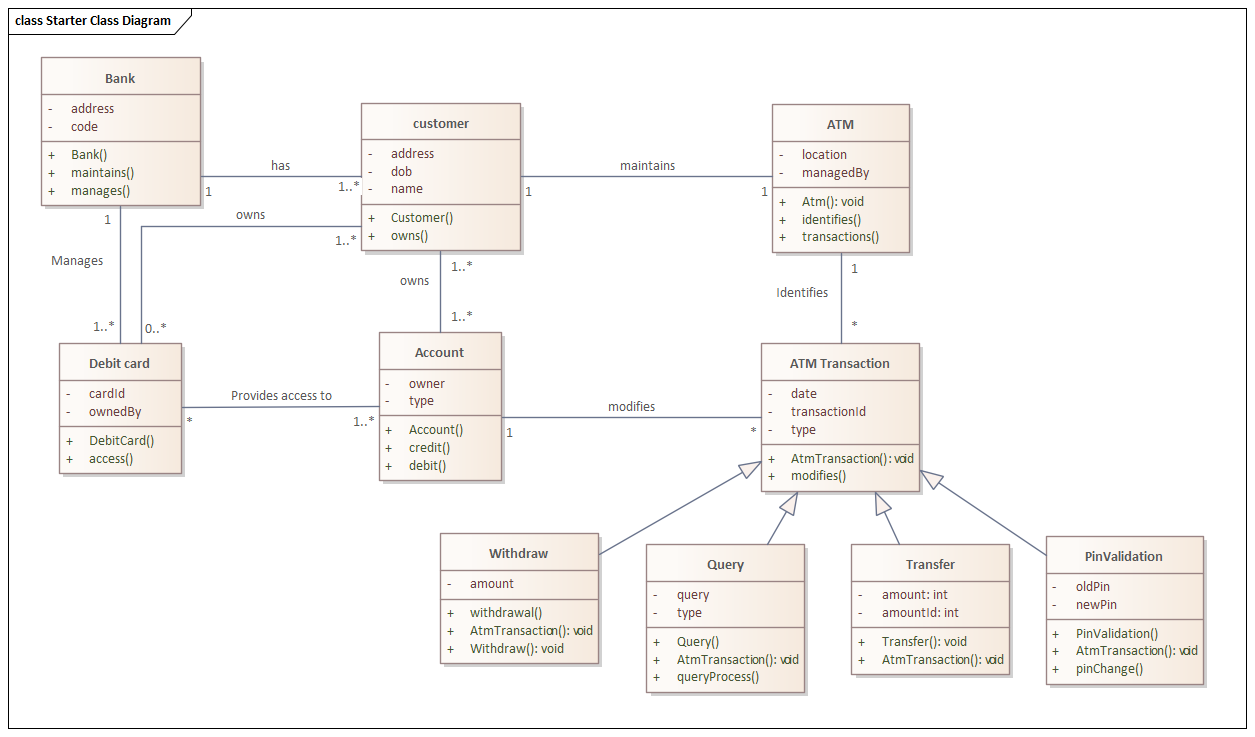 class Starter Class Diagram
Bank
- address
- code
+ Bank()
+ maintains()
+ manages()
has
1
1..*
customer
- address
- dob
- name
+ Customer()
+ owns()
maintains
1
1
ATM
- location
- managedBy
+ Atm(): void
+ identifies()
+ transactions()
1
Manages
1..*
owns
1..*
0..*
1..*
owns
1..*
1
Identifies
*
Debit card
- cardId
- ownedBy
+ DebitCard()
+ access()
Provides access to
*
1..*
Account
- owner
- type
+ Account()
+ credit()
+ debit()
modifies
1
*
ATM Transaction
- date
- transactionId
- type
+ AtmTransaction(): void
+ modifies()
Withdraw
- amount
+ withdrawal()
+ AtmTransaction(): void
+ Withdraw(): void
Query
- query
- type
+ Query()
+ AtmTransaction(): void
+ queryProcess()
Transfer
- amount: int
- amountId: int
+ Transfer(): void
+ AtmTransaction(): void
PinValidation
- oldPin
- newPin
+ PinValidation()
+ AtmTransaction(): void
+ pinChange()